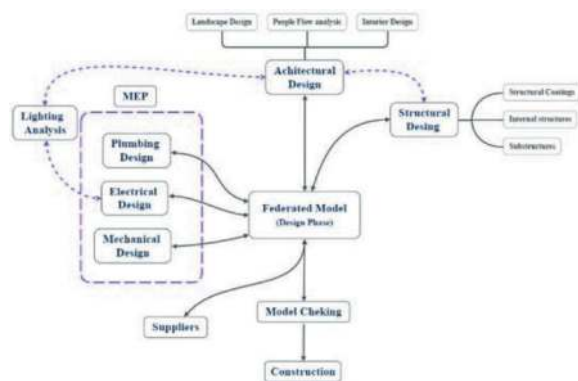 Landscape Design
People Flow analysis
Interior Design
Achitectural
Design
MEP
Lighting
Analysis
Structural
Desing
Structural Coatings
Internal structures
Substructures
Plumbing
Design
Electrical
Design
Mechanical
Design
Federated Model
(Design Phase)
Suppliers
Model Cheking
Construction